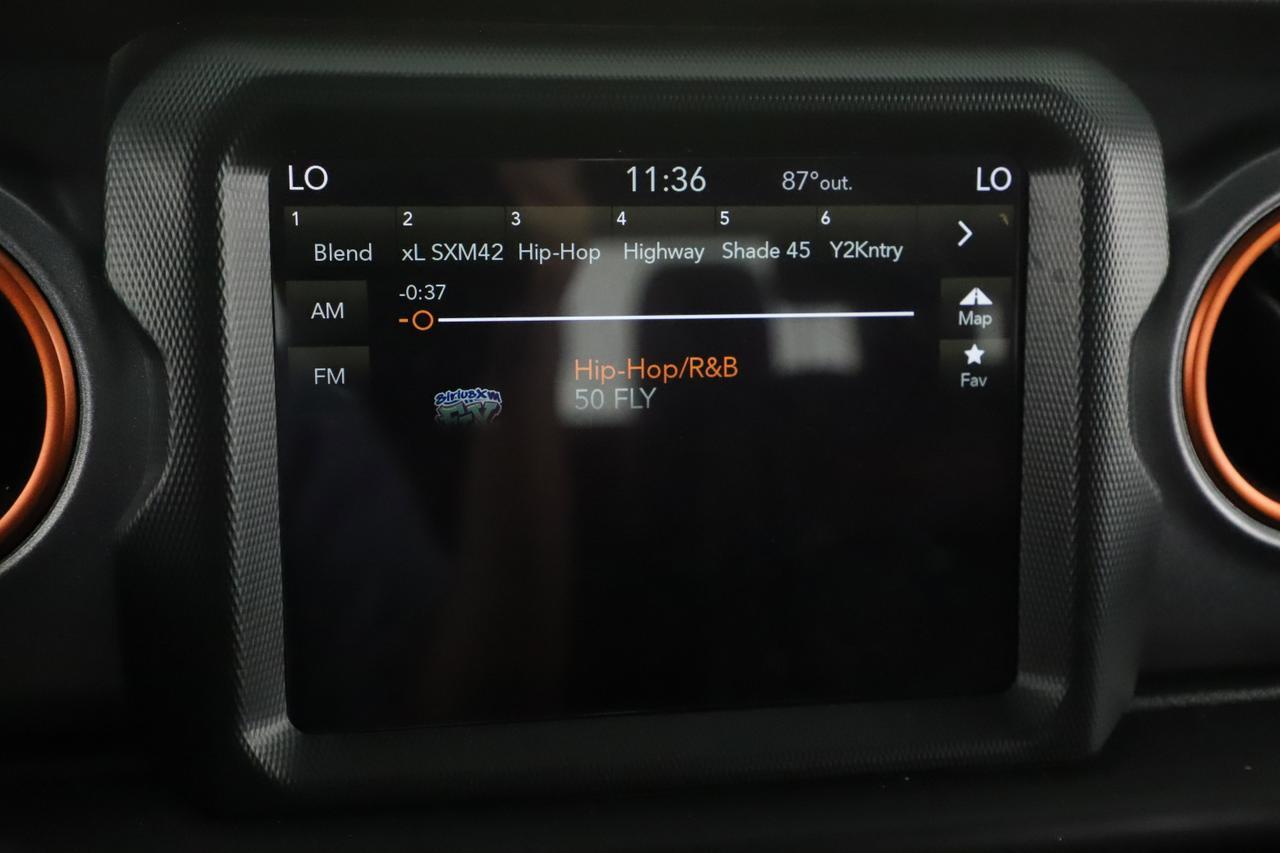 LO 11:36 87°out. LO
1 2 3 4 5 6
Blend xL SXM42 Hip-Hop Highway Shade 45 Y2Kntry
-0:37
AM
Map
Hip-Hop/R&B
FM
50 FLY
Fav
SiriusXM